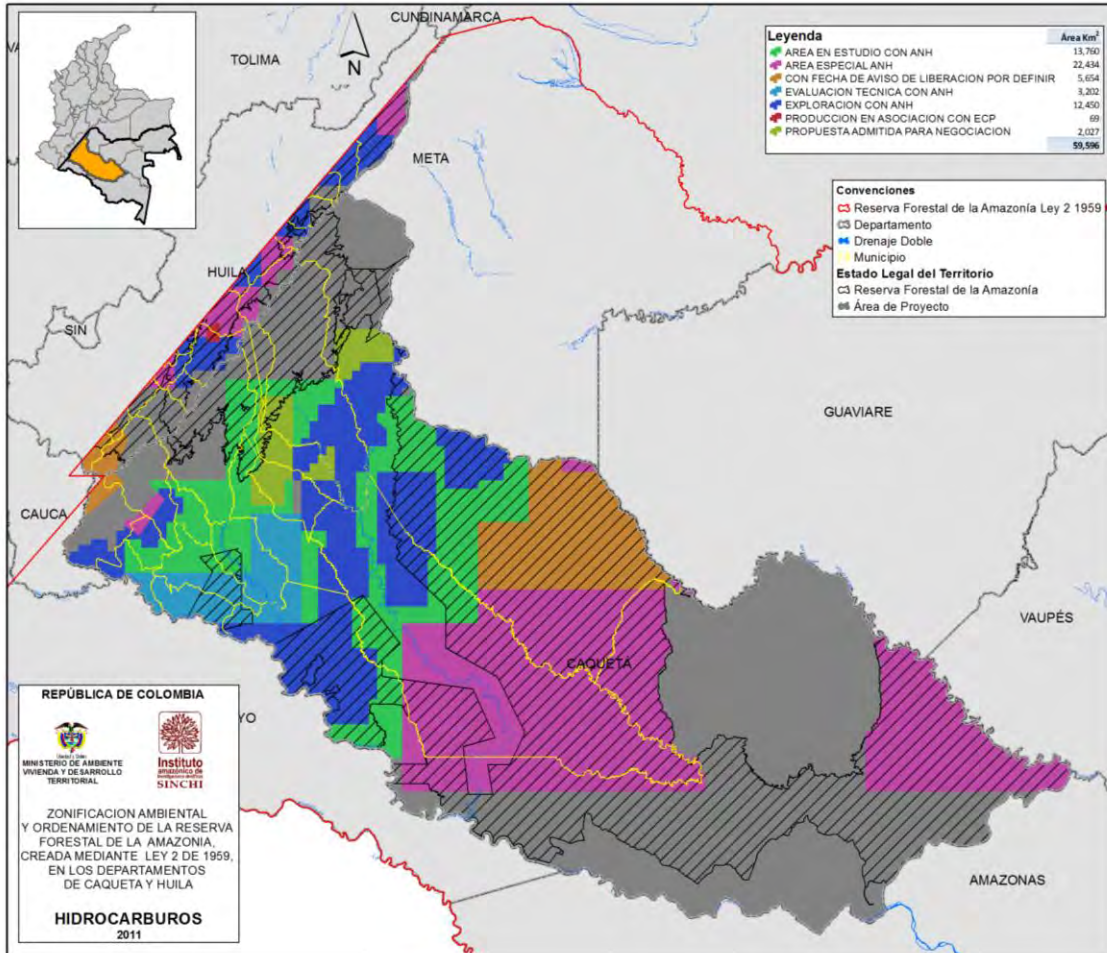 CUNDINAMARCA
TOLIMA
N
META
HUILA
SIN
CAUCA
GUAVIARE
VAUPÉS
CAQUETÁ
AMAZONAS
YO
Leyenda Área Km²
AREA EN ESTUDIO CON ANH 13,760
AREA ESPECIAL ANH 22,434
CON FECHA DE AVISO DE LIBERACION POR DEFINIR 5,654
EVALUACION TECNICA CON ANH 3,202
EXPLORACION CON ANH 12,450
PRODUCCION EN ASOCIACION CON ECP 69
PROPUESTA ADMITIDA PARA NEGOCIACION 2,027
59,596
Convenciones
Reserva Forestal de la Amazonía Ley 2 1959
Departamento
Drenaje Doble
Municipio
Estado Legal del Territorio
Reserva Forestal de la Amazonía
Área de Proyecto
REPÚBLICA DE COLOMBIA
MINISTERIO DE AMBIENTE
VIVIENDA Y DESARROLLO
TERRITORIAL
Instituto
amazónico de
SINCHI
ZONIFICACION AMBIENTAL
Y ORDENAMIENTO DE LA RESERVA
FORESTAL DE LA AMAZONIA,
CREADA MEDIANTE LEY 2 DE 1959,
EN LOS DEPARTAMENTOS
DE CAQUETA Y HUILA
HIDROCARBUROS
2011